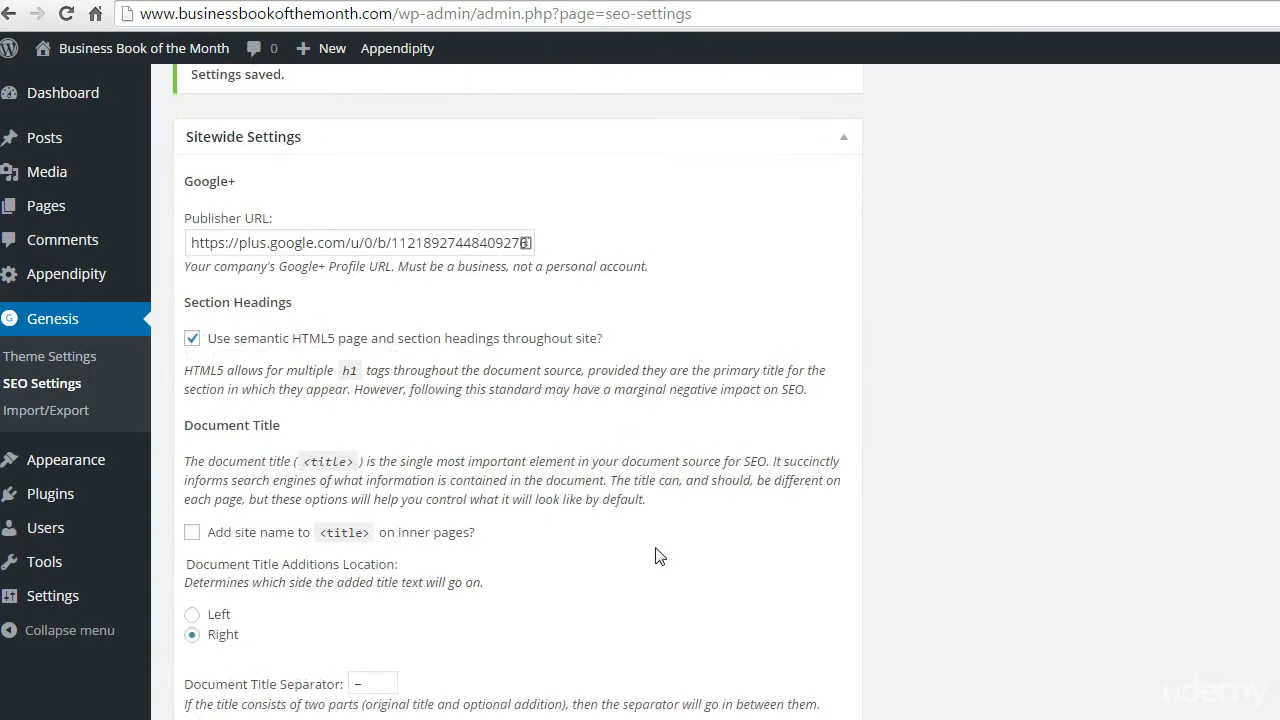 www.businessbookofthemonth.com/wp-admin/admin.php?page=seo-settings
Business Book of the Month 0 New Appendipity
Dashboard
Posts
Media
Pages
Comments
Appendipity
Genesis
Theme Settings
SEO Settings
Import/Export
Appearance
Plugins
Users
Tools
Settings
Collapse menu
Settings saved.
Sitewide Settings
Google+
Publisher URL:
https://plus.google.com/u/0/b/112189274484092
Your company's Google+ Profile URL. Must be a business, not a personal account.
Section Headings
Use semantic HTML5 page and section headings throughout site?
HTML5 allows for multiple h1 tags throughout the document source, provided they are the primary title for the
section in which they appear. However, following this standard may have a marginal negative impact on SEO.
Document Title
The document title ( <title> ) is the single most important element in your document source for SEO. It succinctly
informs search engines of what information is contained in the document. The title can, and should, be different on
each page, but these options will help you control what it will look like by default.
Add site name to <title> on inner pages?
Document Title Additions Location:
Determines which side the added title text will go on.
Left
Right
Document Title Separator: –
If the title consists of two parts (original title and optional addition), then the separator will go in between them.
udemy